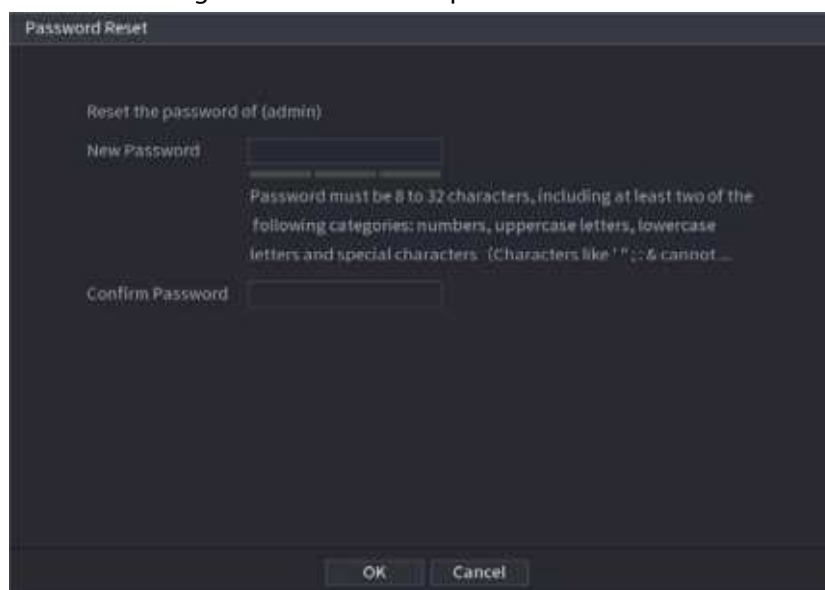 Password Reset
Reset the password of (admin)
New Password
Password must be 8 to 32 characters, including at least two of the
following categories: numbers, uppercase letters, lowercase
letters and special characters (Characters like ' " ; : & cannot ...
Confirm Password
OK Cancel